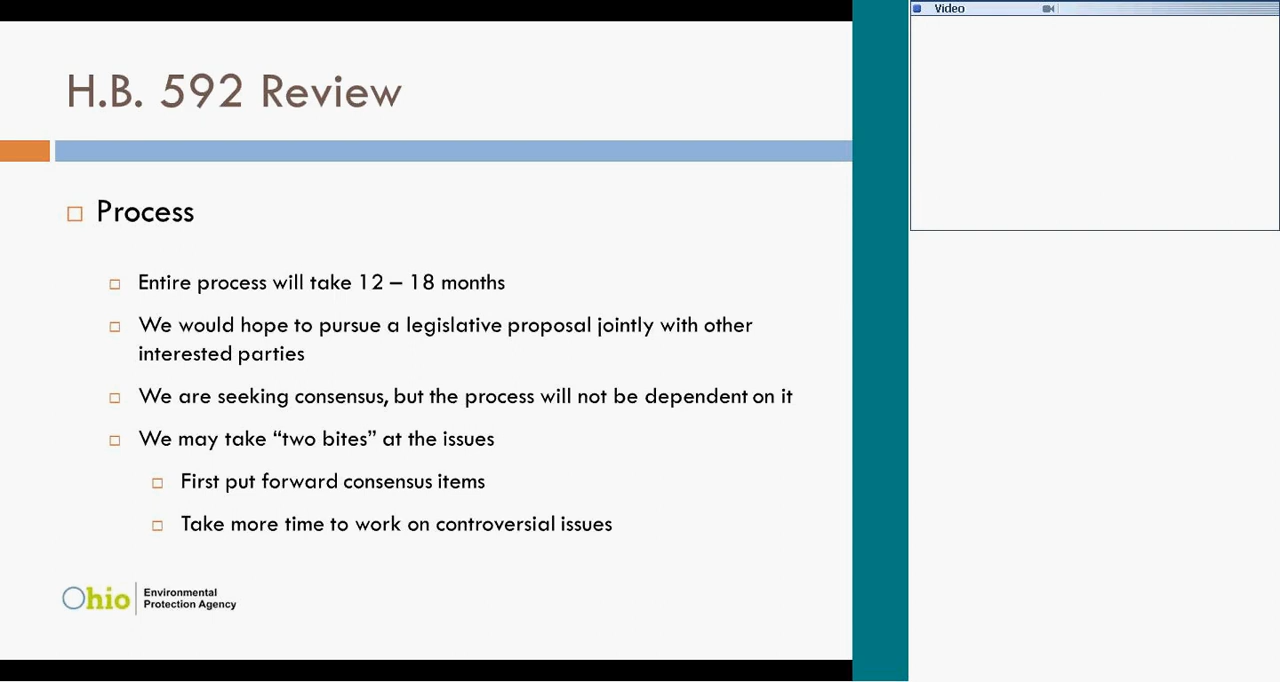 Video
H.B. 592 Review
Process
Entire process will take 12 – 18 months
We would hope to pursue a legislative proposal jointly with other
interested parties
We are seeking consensus, but the process will not be dependent on it
We may take “two bites” at the issues
First put forward consensus items
Take more time to work on controversial issues
Ohio
Environmental
Protection Agency